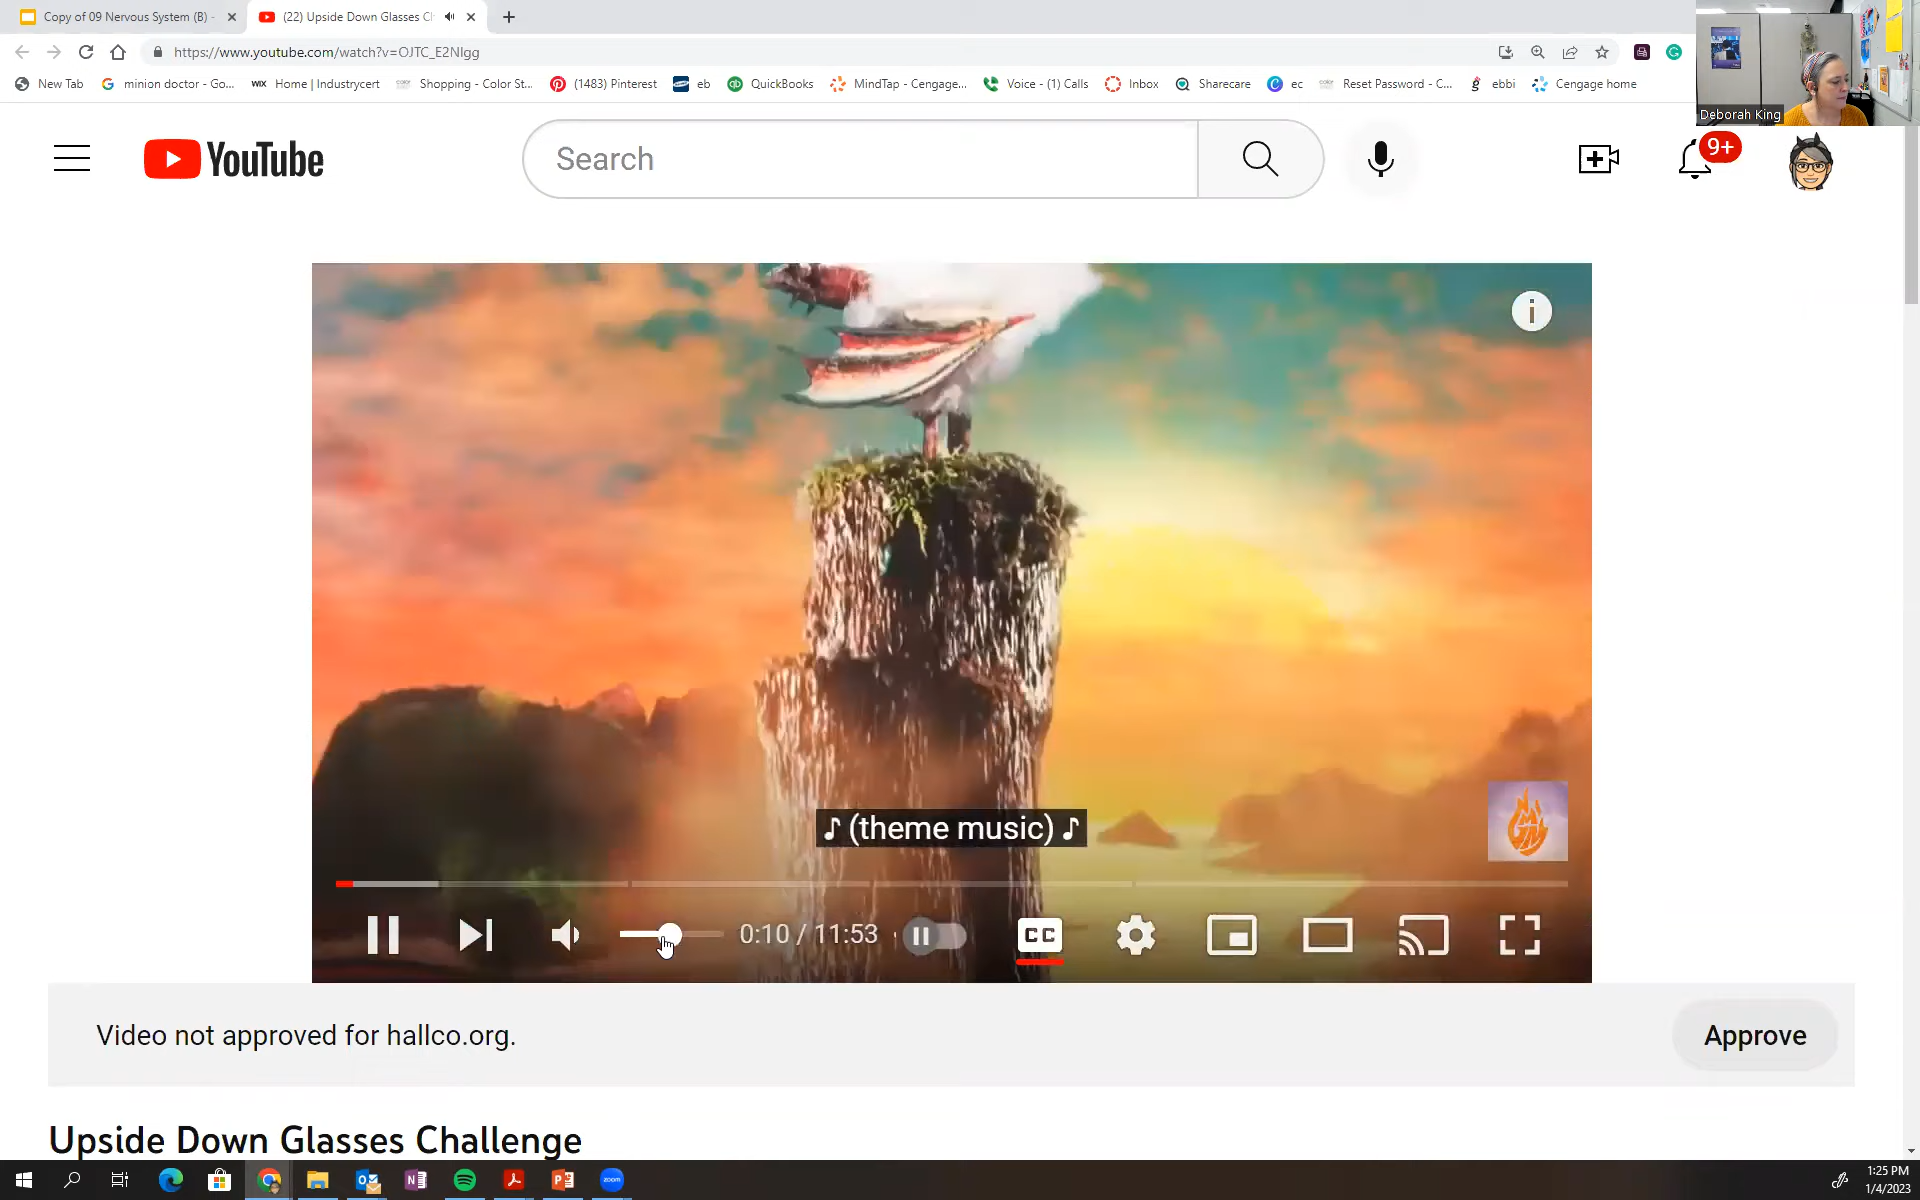 Copy of 09 Nervous System (B) -
(22) Upside Down Glasses Ch
https://www.youtube.com/watch?v=OJTC_E2NIgg
New Tab
minion doctor - Go...
WIX Home | Industrycert
Shopping - Color St...
(1483) Pinterest
eb
QuickBooks
MindTap - Cengage...
Voice - (1) Calls
Inbox
Sharecare
ec
Reset Password - C...
ebbi
Cengage home
Deborah King
YouTube
Search
9+
♪ (theme music) ♪
0:10 / 11:53
CC
Video not approved for hallco.org.
Approve
Upside Down Glasses Challenge
zoom
1:25 PM
1/4/2023